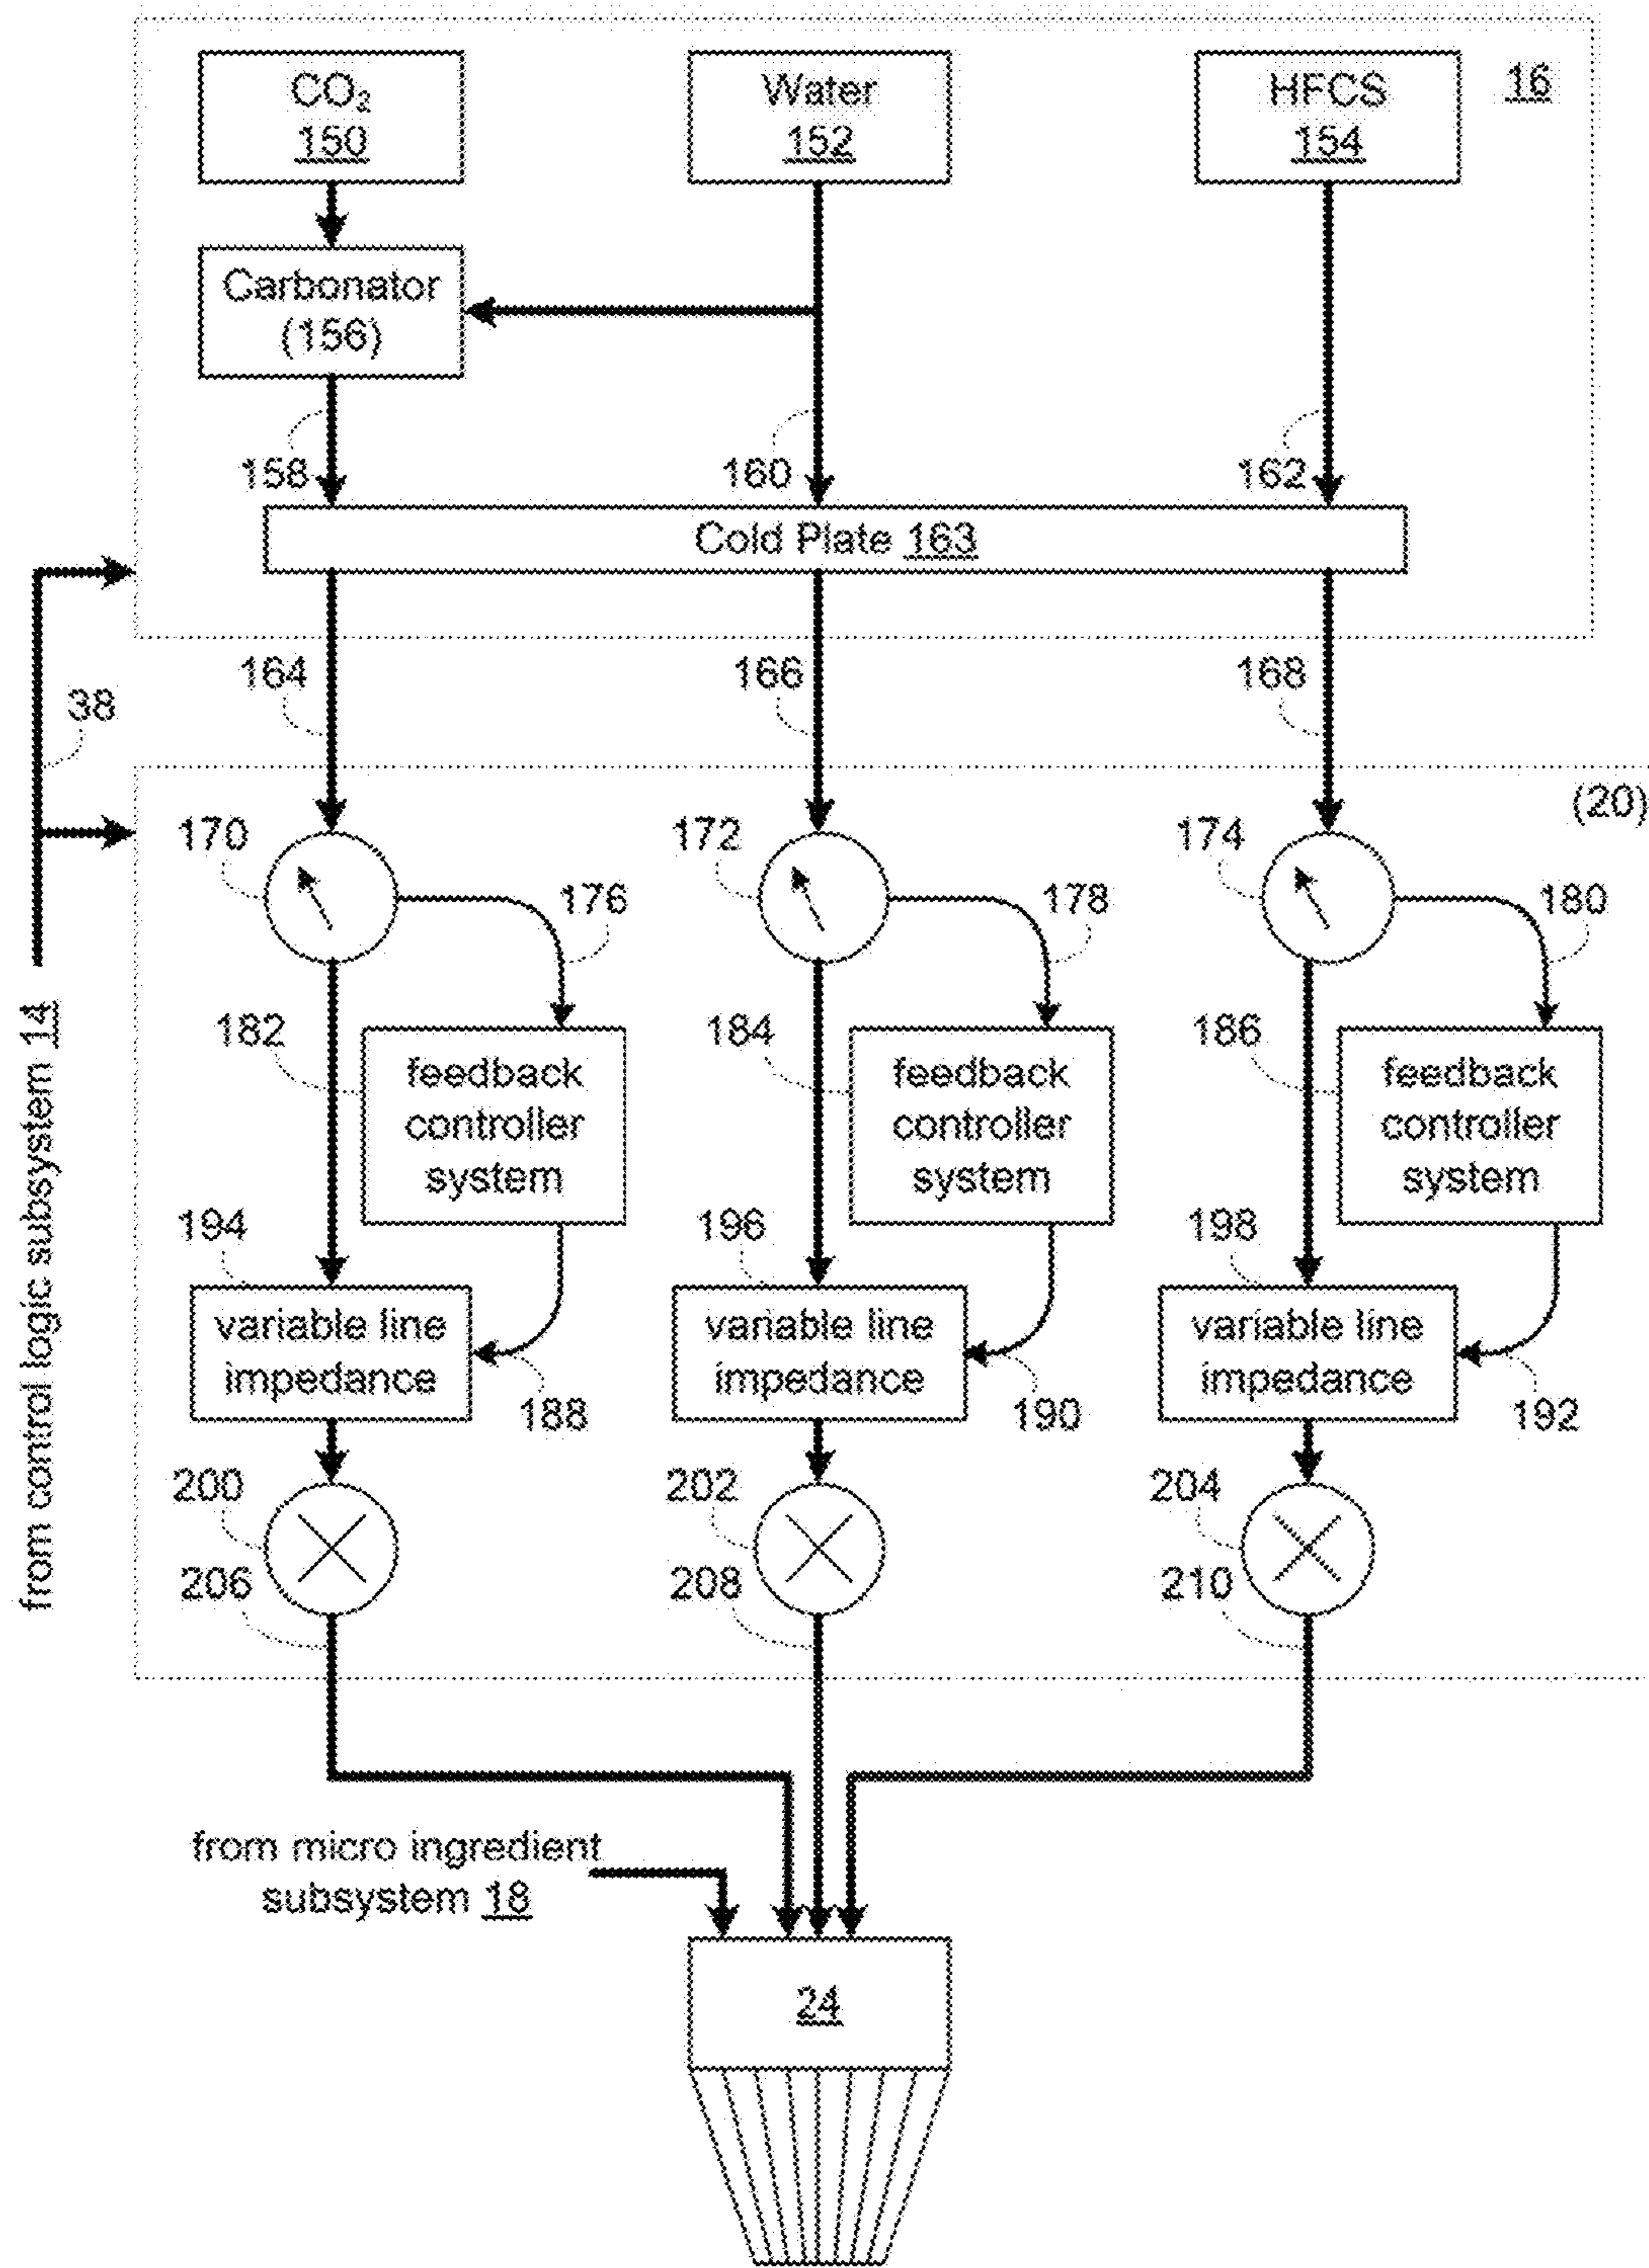 CO₂
150
Water
152
HFCS
154
16
Carbonator
(156)
158
160
162
Cold Plate 163
164
166
168
38
(20)
170
172
174
176
178
180
182
184
186
feedback
controller
system
feedback
controller
system
feedback
controller
system
from control logic subsystem 14
194
196
198
variable line
impedance
variable line
impedance
variable line
impedance
188
190
192
200
202
204
206
208
210
from micro ingredient
subsystem 18
24